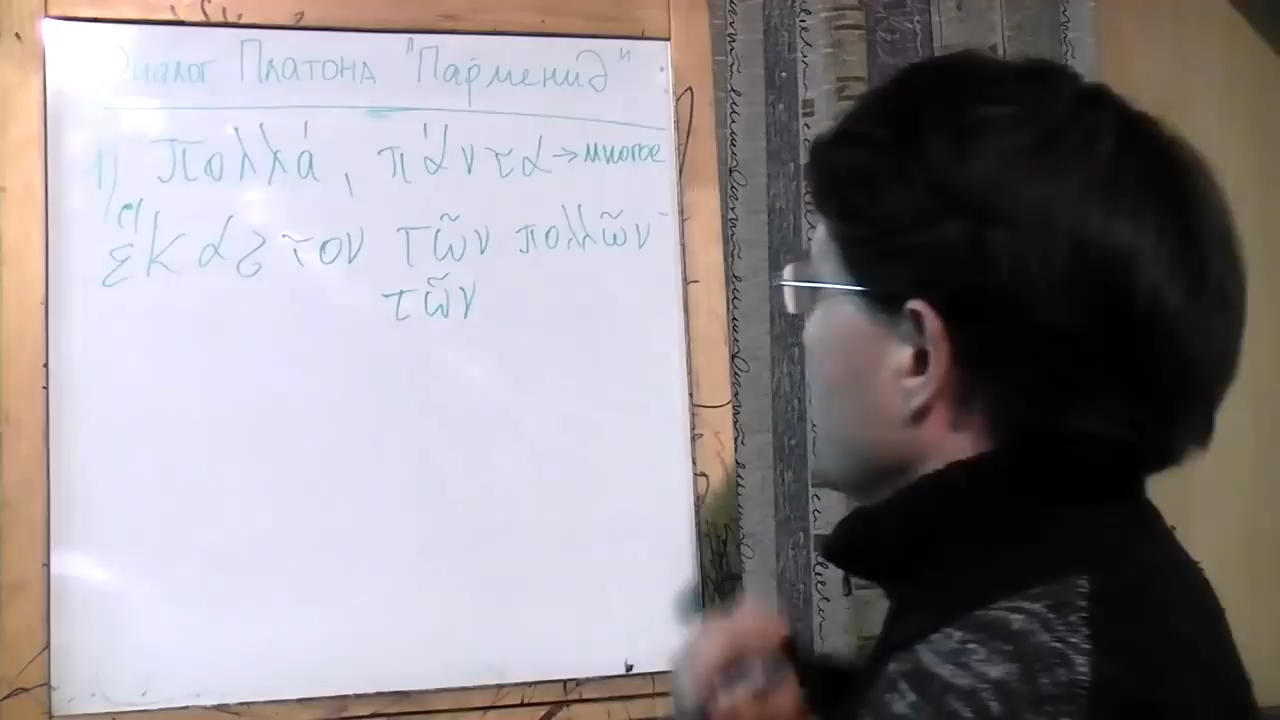 Диалог Платона "Парменид"
1) πολλά, πάντα → многое
ἕκαςτον τῶν πολλῶν -
τῶν